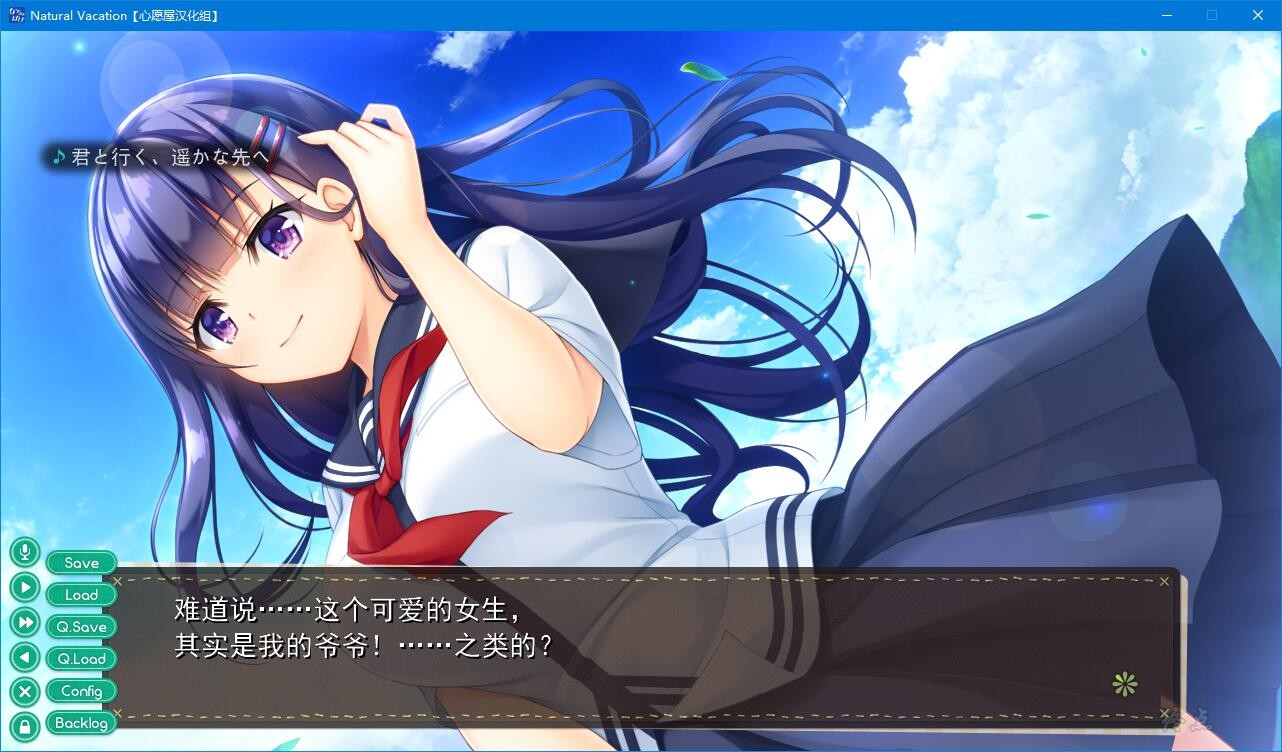 Natural Vacation【心愿屋汉化组】
♪君と行く、遥かな先へ
难道说……这个可爱的女生，
其实是我的爷爷！……之类的？
Save
Load
Q.Save
Q.Load
Config
Backlog